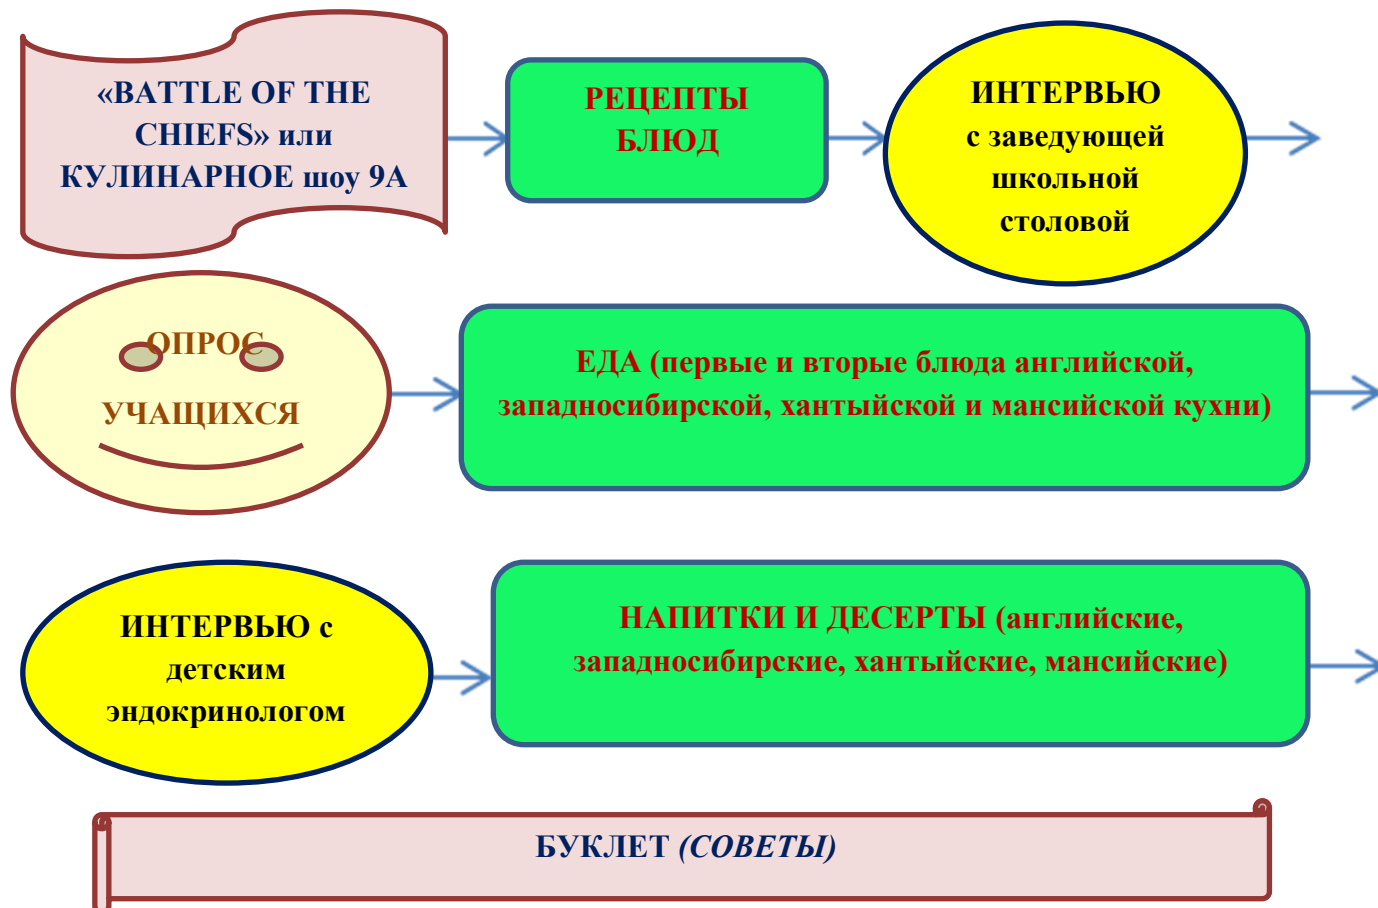 «BATTLE OF THE
CHIEFS» или
КУЛИНАРНОЕ шоу 9А
РЕЦЕПТЫ
БЛЮД
ИНТЕРВЬЮ
с заведующей
школьной
столовой
ОПРОС
УЧАЩИХСЯ
ЕДА (первые и вторые блюда английской,
западносибирской, хантыйской и мансийской кухни)
ИНТЕРВЬЮ с
детским
эндокринологом
НАПИТКИ И ДЕСЕРТЫ (английские,
западносибирские, хантыйские, мансийские)
БУКЛЕТ (СОВЕТЫ)